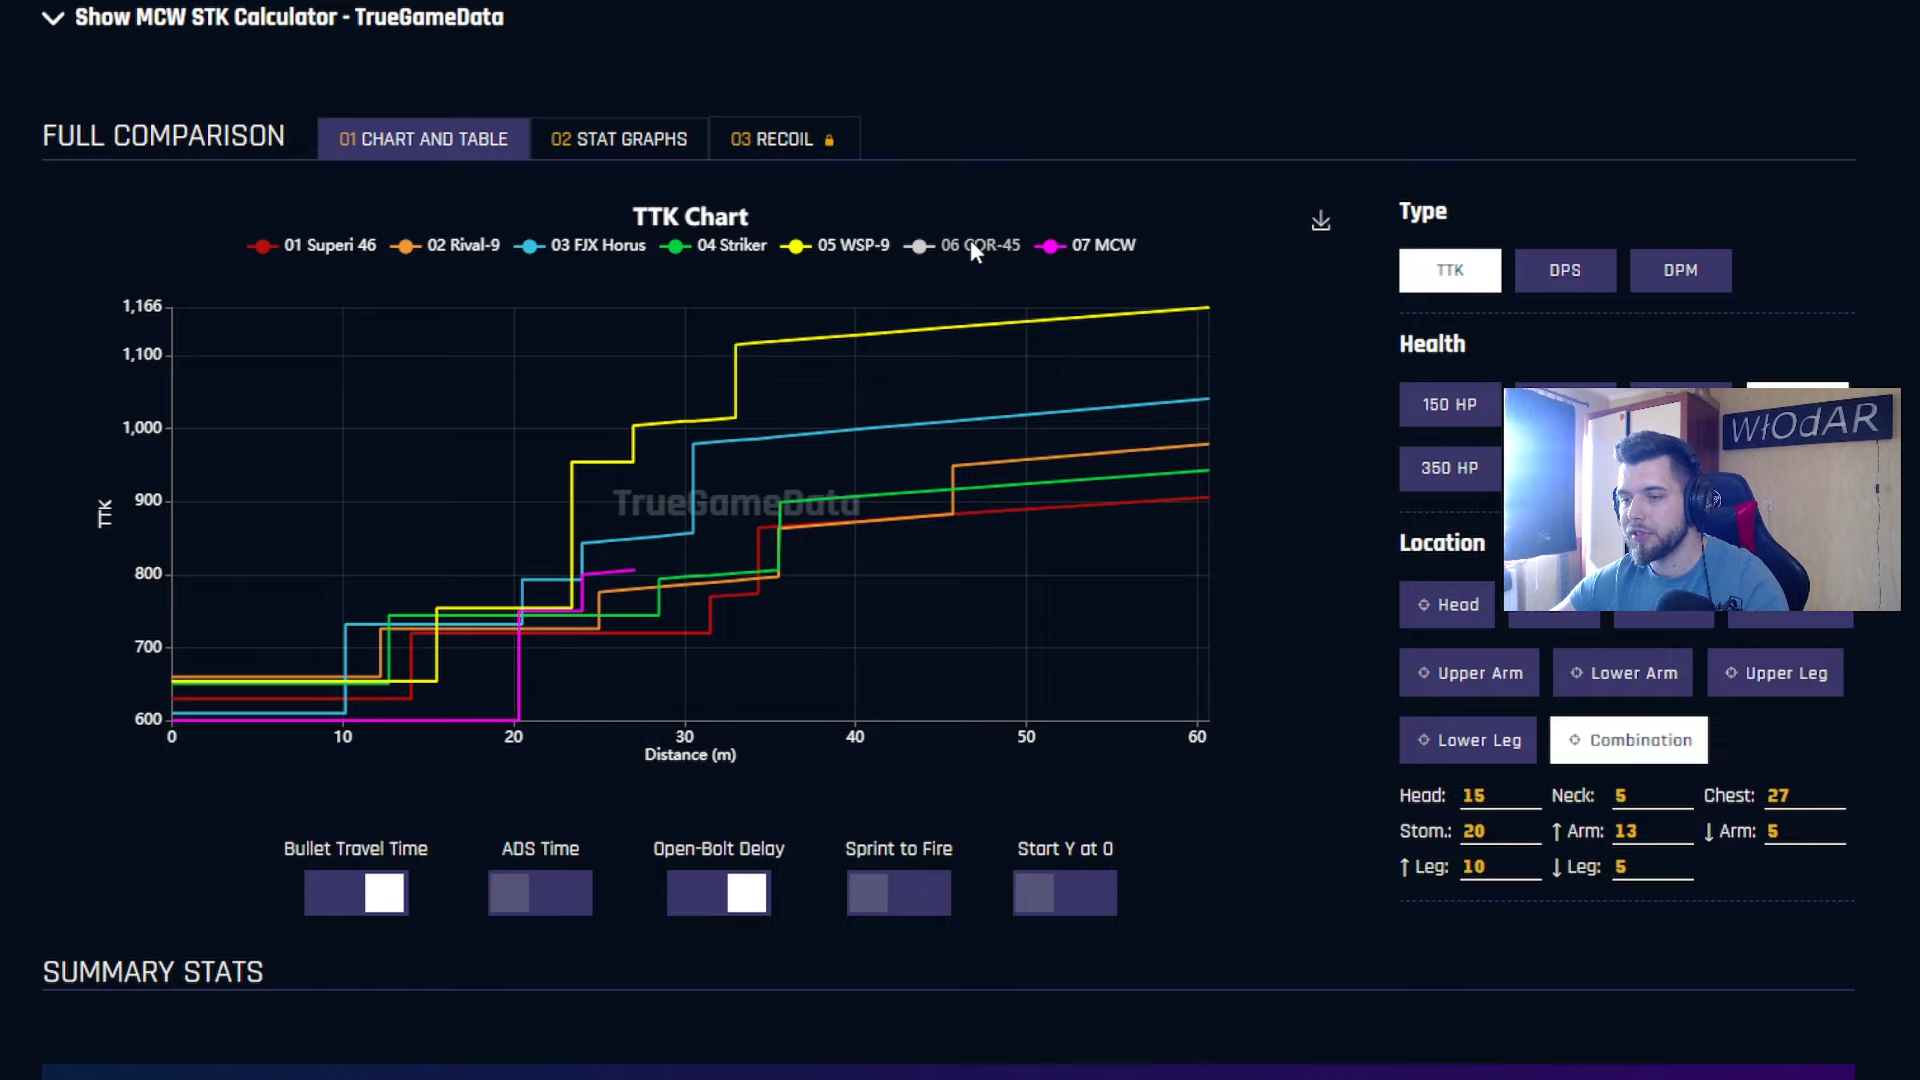 Show MCW STK Calculator - TrueGameData
FULL COMPARISON
01 CHART AND TABLE
02 STAT GRAPHS
03 RECOIL
TTK Chart
01 Superi 46
02 Rival-9
03 FJX Horus
04 Striker
05 WSP-9
06 COR-45
07 MCW
1,166
1,100
1,000
900
800
700
600
TTK
TrueGameData
0
10
20
30
40
50
60
Distance (m)
Bullet Travel Time
ADS Time
Open-Bolt Delay
Sprint to Fire
Start Y at 0
Type
TTK
DPS
DPM
Health
150 HP
350 HP
WŁOdAR
Location
Head
Upper Arm
Lower Arm
Upper Leg
Lower Leg
Combination
Head: 15 Neck: 5 Chest: 27
Stom.: 20 ↑ Arm: 13 ↓ Arm: 5
↑ Leg: 10 ↓ Leg: 5
SUMMARY STATS